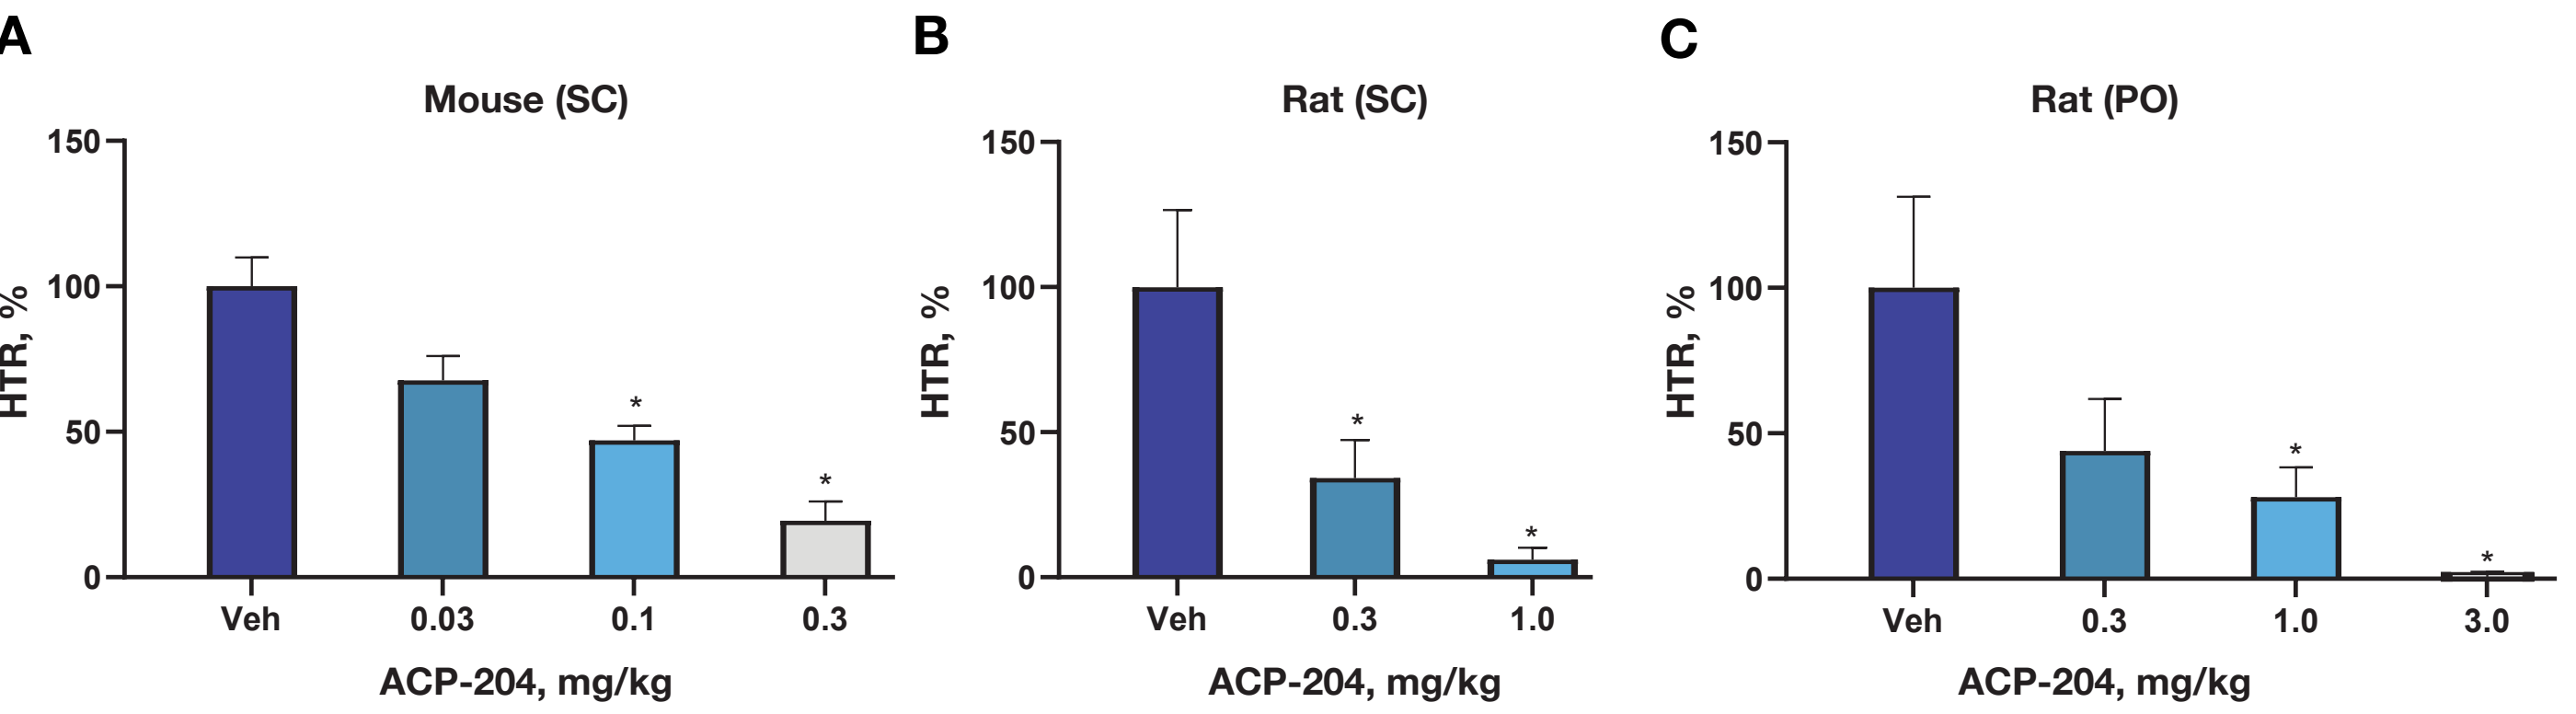 A
Mouse (SC)
150
100
50
0
HTR, %
*
*
Veh 0.03 0.1 0.3
ACP-204, mg/kg
B
Rat (SC)
150
100
50
0
HTR, %
*
*
Veh 0.3 1.0
ACP-204, mg/kg
C
Rat (PO)
150
100
50
0
HTR, %
*
*
Veh 0.3 1.0 3.0
ACP-204, mg/kg